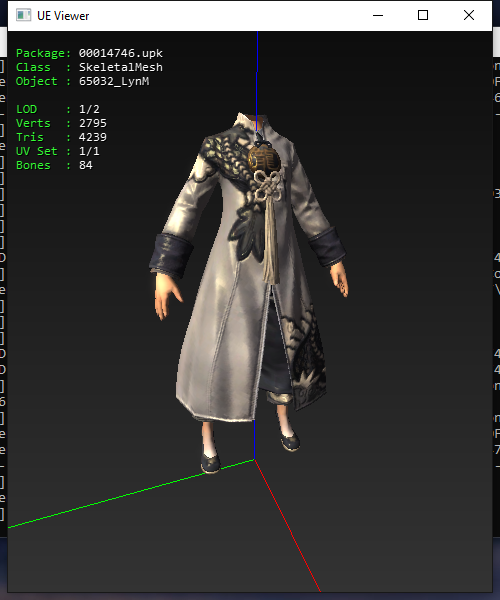 UE Viewer
Package: 00014746.upk
Class  : SkeletalMesh
Object : 65032_LynM
LOD    : 1/2
Verts  : 2795
Tris   : 4239
UV Set : 1/1
Bones  : 84